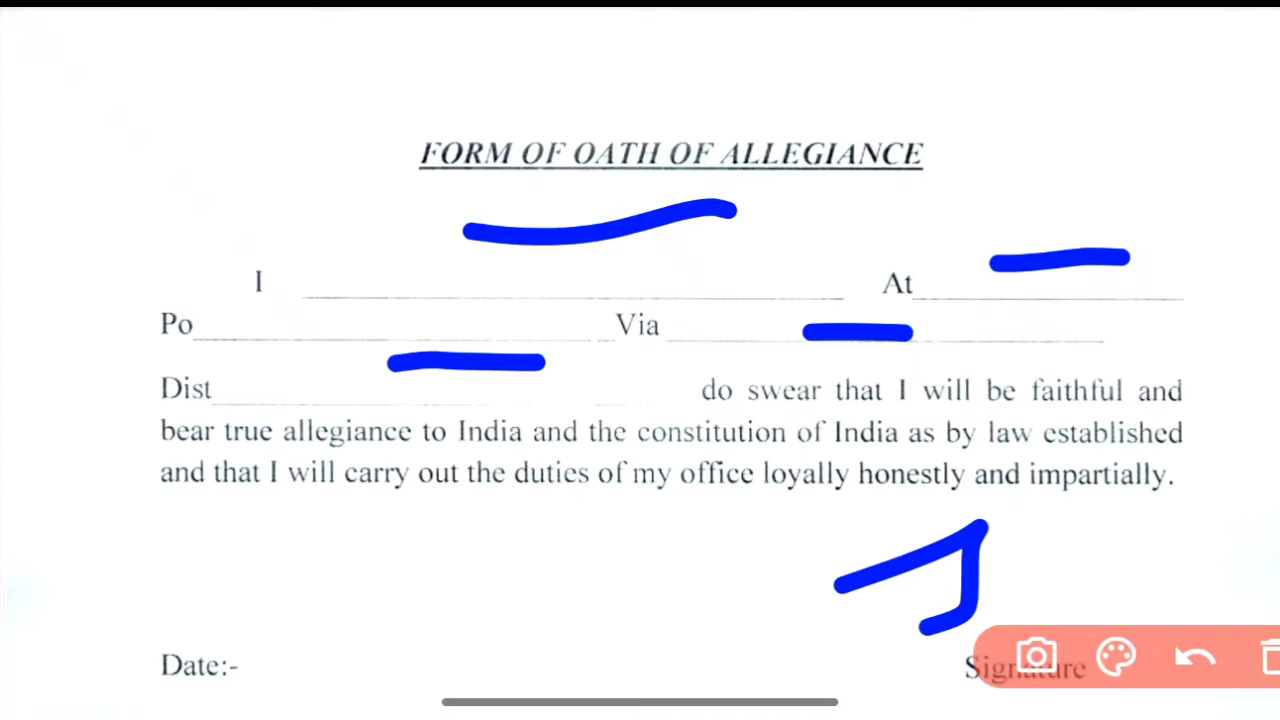 FORM OF OATH OF ALLEGIANCE
I At
Po Via
Dist do swear that I will be faithful and
bear true allegiance to India and the constitution of India as by law established
and that I will carry out the duties of my office loyally honestly and impartially.
Date:- Signature